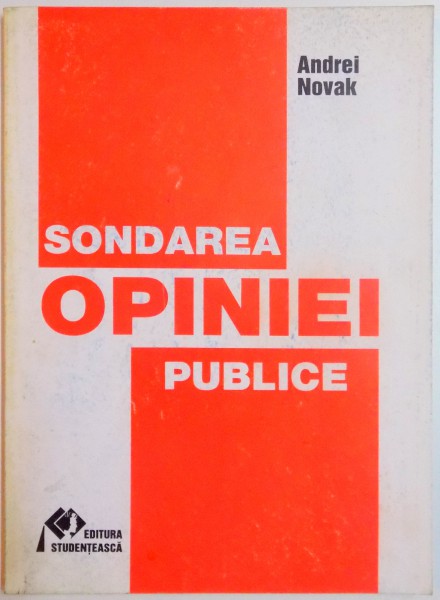 Andrei
Novak
SONDAREA
OPINIEI
PUBLICE
EDITURA
STUDENȚEASCĂ